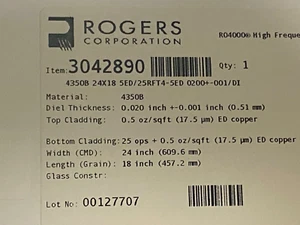 ROGERS
CORPORATION
RO4000® High Freque
Item: 3042890 Qty: 1
4350B 24X18 5ED/25RFT4-5ED 0200+-001/DI
Material: 4350B
Diel Thickness: 0.020 inch +-0.001 inch (0.51 mm)
Top Cladding: 0.5 oz/sqft (17.5 µm) ED copper
Bottom Cladding: 25 ops + 0.5 oz/sqft (17.5 µm) ED copper
Width (CMD): 24 inch (609.6 mm)
Length (Grain): 18 inch (457.2 mm)
Glass Constr:
Lot No: 00127707